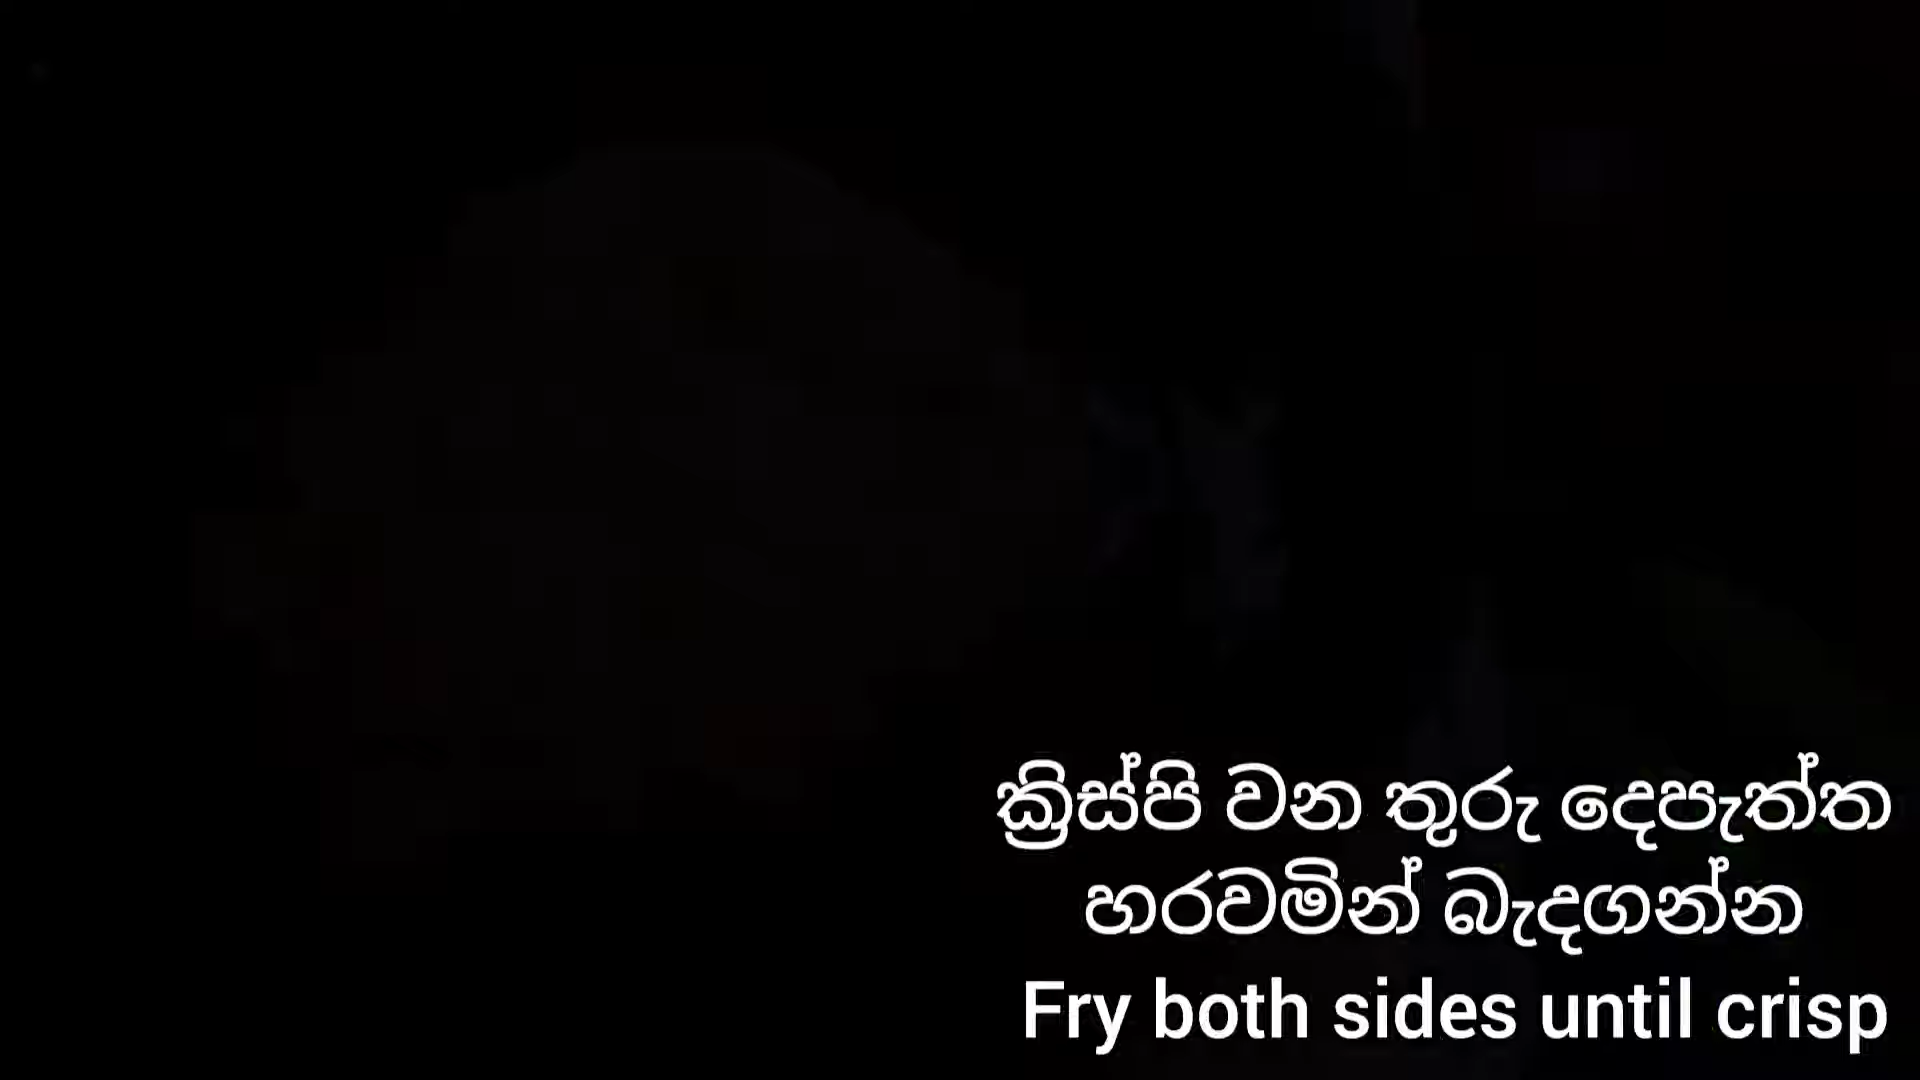 ක්‍රිස්පි වන තුරු දෙපැත්ත
හරවමින් බැදගන්න
Fry both sides until crisp